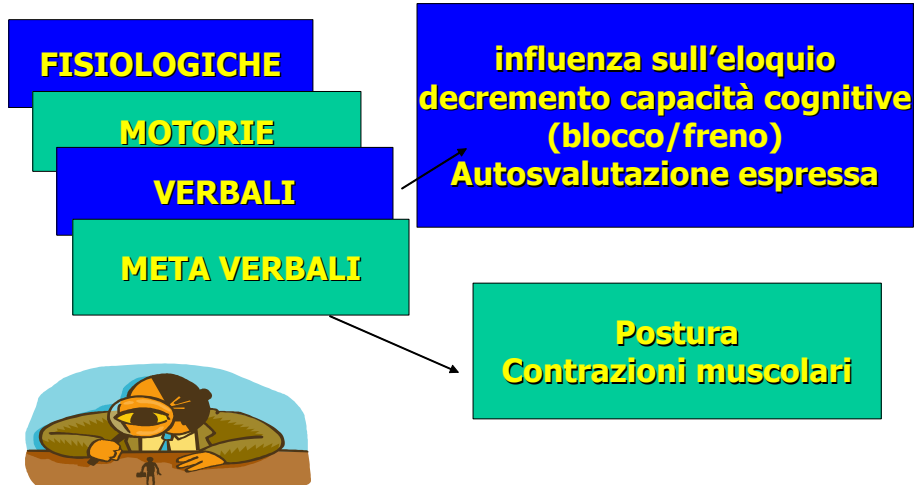 FISIOLOGICHE
MOTORIE
VERBALI
META VERBALI
influenza sull'eloquio
decremento capacità cognitive
(blocco/freno)
Autosvalutazione espressa
Postura
Contrazioni muscolari